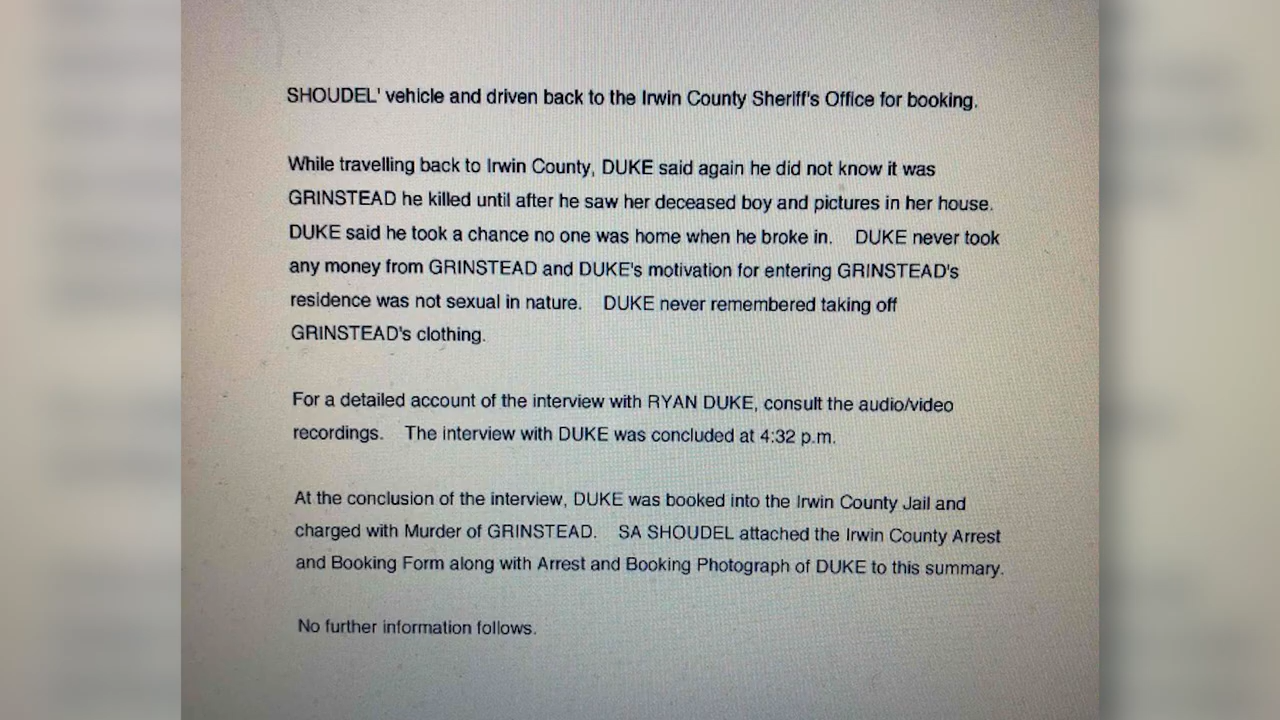 SHOUDEL' vehicle and driven back to the Irwin County Sheriff's Office for booking.
While travelling back to Irwin County, DUKE said again he did not know it was
GRINSTEAD he killed until after he saw her deceased boy and pictures in her house.
DUKE said he took a chance no one was home when he broke in. DUKE never took
any money from GRINSTEAD and DUKE's motivation for entering GRINSTEAD's
residence was not sexual in nature. DUKE never remembered taking off
GRINSTEAD's clothing.
For a detailed account of the interview with RYAN DUKE, consult the audio/video
recordings. The interview with DUKE was concluded at 4:32 p.m.
At the conclusion of the interview, DUKE was booked into the Irwin County Jail and
charged with Murder of GRINSTEAD. SA SHOUDEL attached the Irwin County Arrest
and Booking Form along with Arrest and Booking Photograph of DUKE to this summary.
No further information follows.